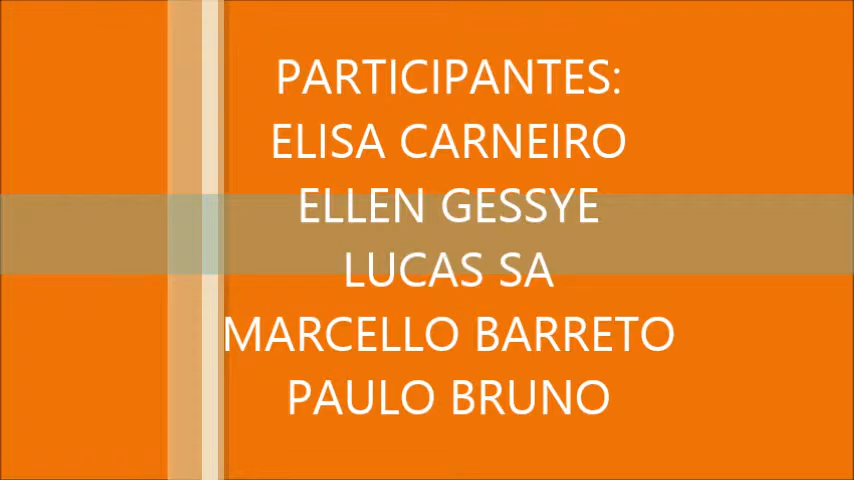 PARTICIPANTES:
ELISA CARNEIRO
ELLEN GESSYE
LUCAS SA
MARCELLO BARRETO
PAULO BRUNO